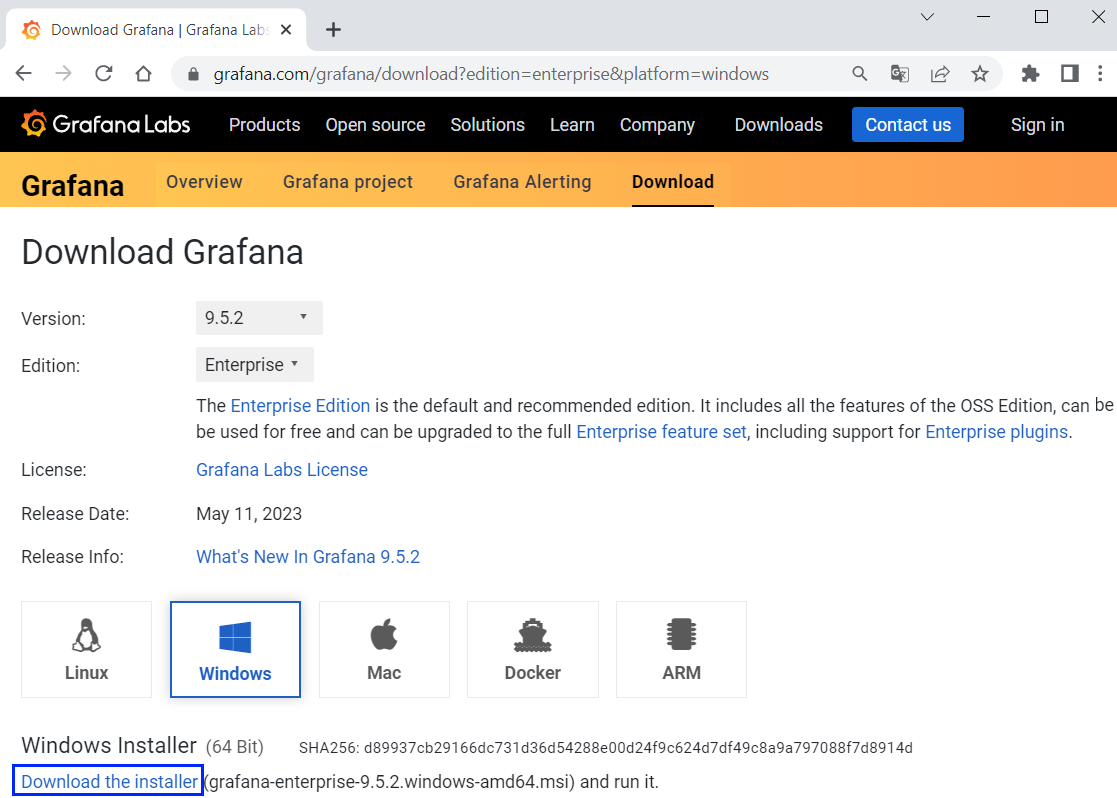 Download Grafana | Grafana Labs
grafana.com/grafana/download?edition=enterprise&platform=windows
Grafana Labs Products Open source Solutions Learn Company Downloads Contact us Sign in
Grafana Overview Grafana project Grafana Alerting Download
Download Grafana
Version: 9.5.2
Edition: Enterprise
The Enterprise Edition is the default and recommended edition. It includes all the features of the OSS Edition, can be
be used for free and can be upgraded to the full Enterprise feature set, including support for Enterprise plugins.
License: Grafana Labs License
Release Date: May 11, 2023
Release Info: What's New In Grafana 9.5.2
Linux Windows Mac Docker ARM
Windows Installer (64 Bit) SHA256: d89937cb29166dc731d36d54288e00d24f9c624d7df49c8a9a797088f7d8914d
Download the installer (grafana-enterprise-9.5.2.windows-amd64.msi) and run it.